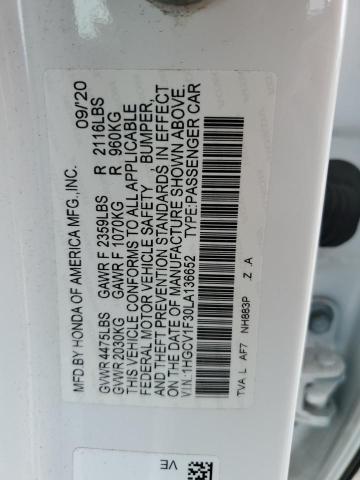 MFD BY HONDA OF AMERICA MFG.,INC. 09/'20
GVWR 4475LBS GAWR F 2359LBS R 2116LBS
GVWR 2030KG GAWR F 1070KG R 960KG
THIS VEHICLE CONFORMS TO ALL APPLICABLE
FEDERAL MOTOR VEHICLE SAFETY BUMPER,
AND THEFT PREVENTION STANDARDS IN EFFECT
ON THE DATE OF MANUFACTURE SHOWN ABOVE.
VIN:1HGCV1F30LA136652 TYPE:PASSENGER CAR
TVA L AF7 NH883P Z A
VE